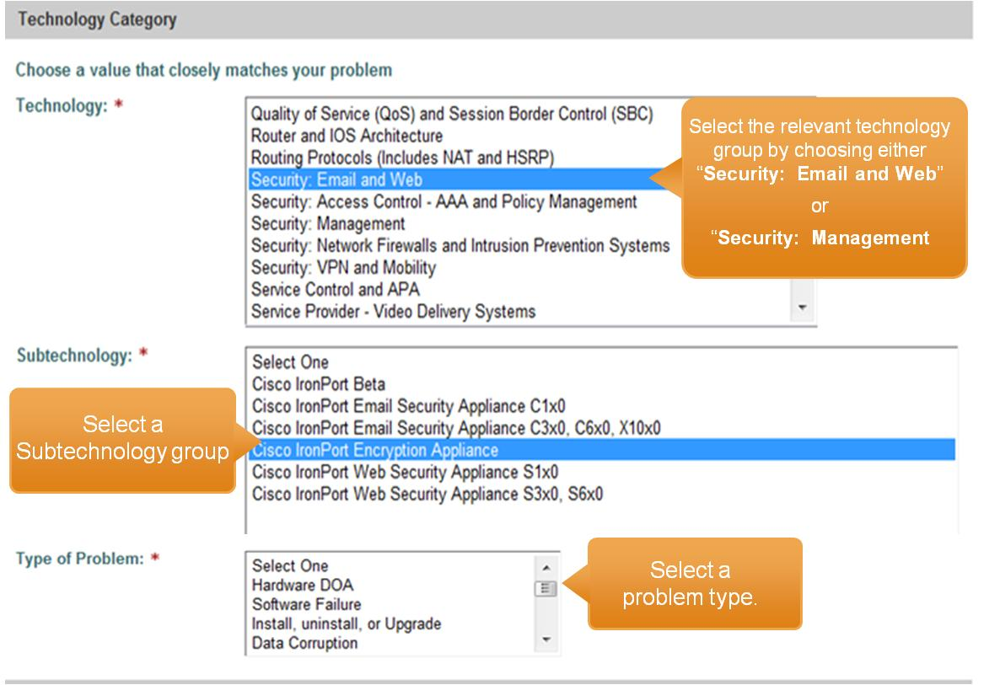 Technology Category
Choose a value that closely matches your problem
Technology: *
Quality of Service (QoS) and Session Border Control (SBC)
Router and IOS Architecture
Routing Protocols (Includes NAT and HSRP)
Security: Email and Web
Security: Access Control - AAA and Policy Management
Security: Management
Security: Network Firewalls and Intrusion Prevention Systems
Security: VPN and Mobility
Service Control and APA
Service Provider - Video Delivery Systems
Select the relevant technology
group by choosing either
“Security: Email and Web”
or
“Security: Management
Subtechnology: *
Select One
Cisco IronPort Beta
Cisco IronPort Email Security Appliance C1x0
Cisco IronPort Email Security Appliance C3x0, C6x0, X10x0
Cisco IronPort Encryption Appliance
Cisco IronPort Web Security Appliance S1x0
Cisco IronPort Web Security Appliance S3x0, S6x0
Select a
Subtechnology group
Type of Problem: *
Select One
Hardware DOA
Software Failure
Install, uninstall, or Upgrade
Data Corruption
Select a
problem type.